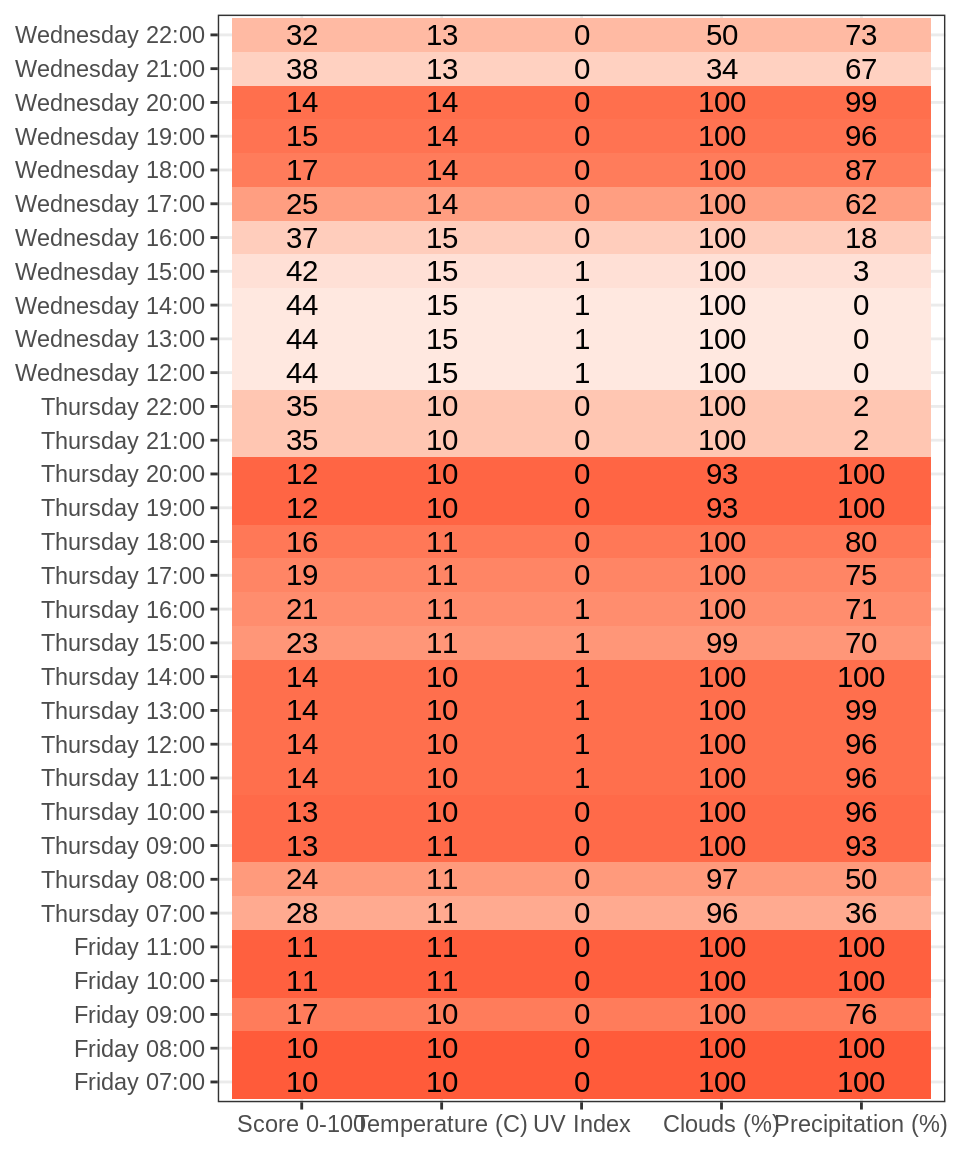 Wednesday 22:00 32 13 0 50 73
Wednesday 21:00 38 13 0 34 67
Wednesday 20:00 14 14 0 100 99
Wednesday 19:00 15 14 0 100 96
Wednesday 18:00 17 14 0 100 87
Wednesday 17:00 25 14 0 100 62
Wednesday 16:00 37 15 0 100 18
Wednesday 15:00 42 15 1 100 3
Wednesday 14:00 44 15 1 100 0
Wednesday 13:00 44 15 1 100 0
Wednesday 12:00 44 15 1 100 0
Thursday 22:00 35 10 0 100 2
Thursday 21:00 35 10 0 100 2
Thursday 20:00 12 10 0 93 100
Thursday 19:00 12 10 0 93 100
Thursday 18:00 16 11 0 100 80
Thursday 17:00 19 11 0 100 75
Thursday 16:00 21 11 1 100 71
Thursday 15:00 23 11 1 99 70
Thursday 14:00 14 10 1 100 100
Thursday 13:00 14 10 1 100 99
Thursday 12:00 14 10 1 100 96
Thursday 11:00 14 10 1 100 96
Thursday 10:00 13 10 0 100 96
Thursday 09:00 13 11 0 100 93
Thursday 08:00 24 11 0 97 50
Thursday 07:00 28 11 0 96 36
Friday 11:00 11 11 0 100 100
Friday 10:00 11 11 0 100 100
Friday 09:00 17 10 0 100 76
Friday 08:00 10 10 0 100 100
Friday 07:00 10 10 0 100 100
Score 0-100 Temperature (C) UV Index Clouds (%) Precipitation (%)